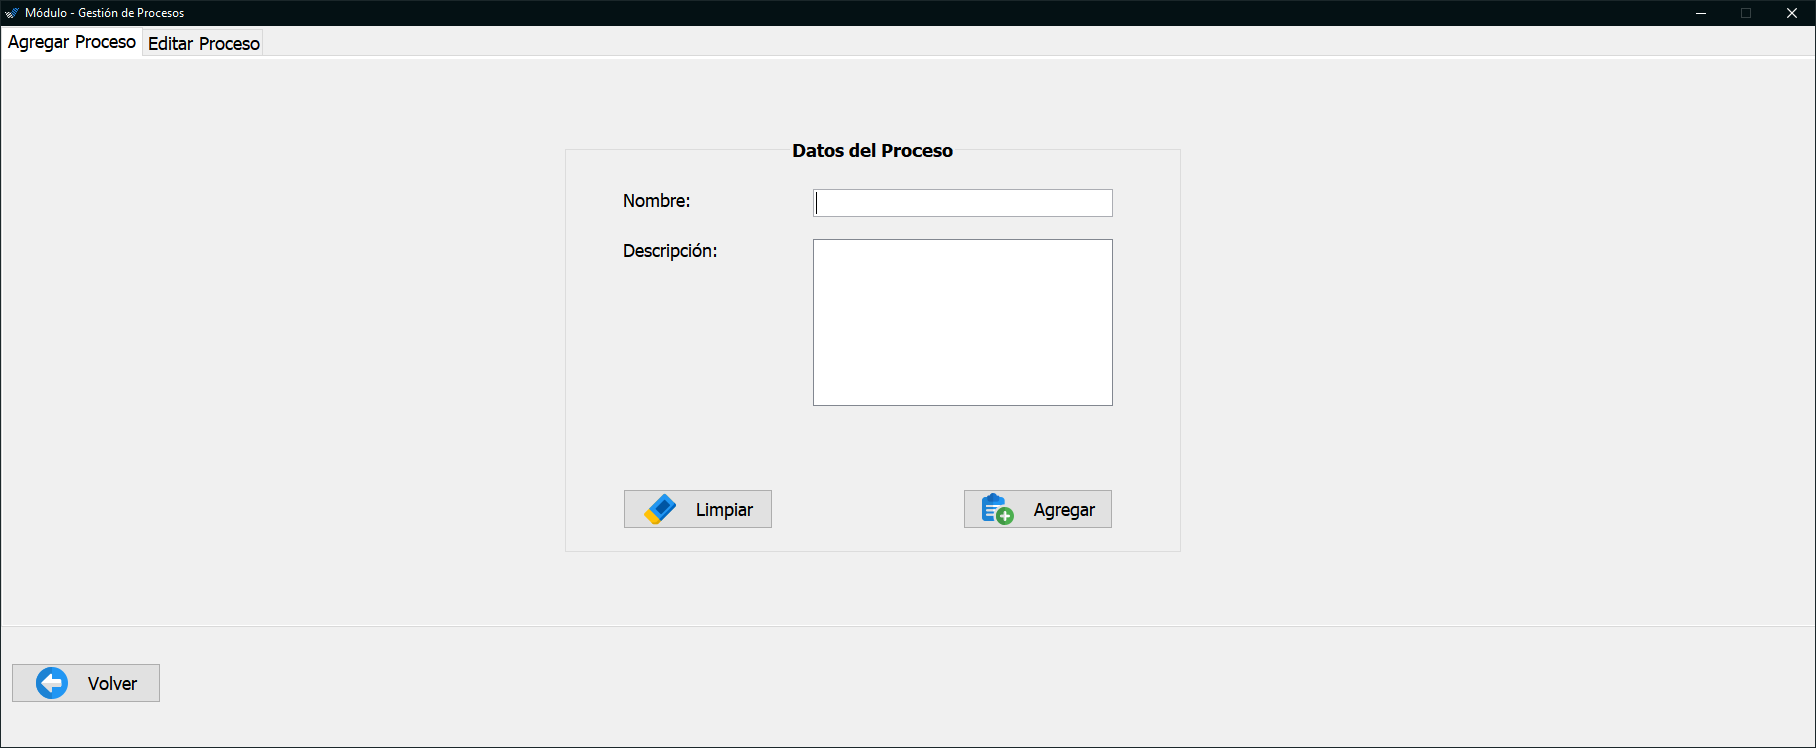 Módulo - Gestión de Procesos
Agregar Proceso
Editar Proceso
Datos del Proceso
Nombre:
Descripción:
Limpiar
Agregar
Volver